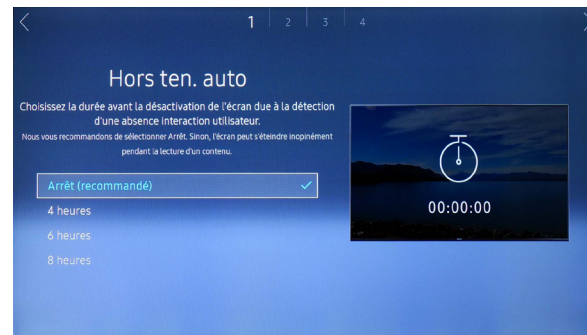 1 2 3 4
Hors ten. auto
Choisissez la durée avant la désactivation de l'écran due à la détection
d'une absence interaction utilisateur.
Nous vous recommandons de sélectionner Arrêt. Sinon, l'écran peut s'éteindre inopinément
pendant la lecture d'un contenu.
Arrêt (recommandé)
4 heures
6 heures
8 heures
00:00:00